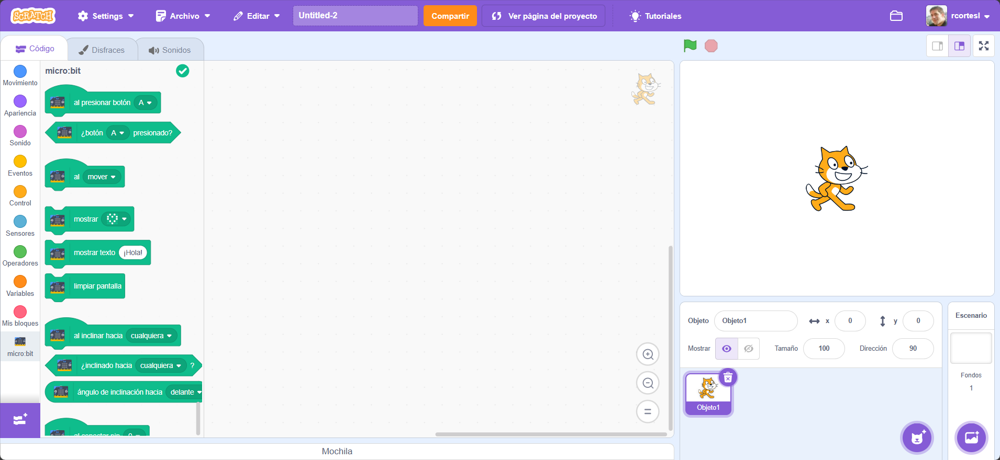 SCRATCH
Settings
Archivo
Editar
Untitled-2
Compartir
Ver página del proyecto
Tutoriales
rcortesl
Código
Disfraces
Sonidos
Movimiento
Apariencia
Sonido
Eventos
Control
Sensores
Operadores
Variables
Mis bloques
micro:bit
micro:bit
al presionar botón A
¿botón A presionado?
al mover
mostrar
mostrar texto ¡Hola!
limpiar pantalla
al inclinar hacia cualquiera
¿inclinado hacia cualquiera ?
ángulo de inclinación hacia delante
al conectar pin 0
Objeto Objeto1 x 0 y 0
Mostrar Tamaño 100 Dirección 90
Objeto1
Escenario
Fondos
1
Mochila